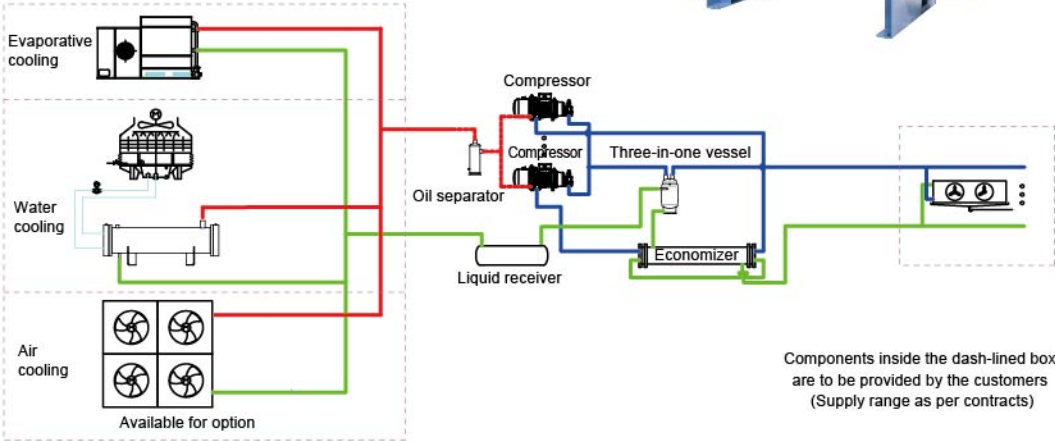 Evaporative
cooling
Compressor
Compressor
Three-in-one vessel
Oil separator
Water
cooling
Economizer
Liquid receiver
Air
cooling
Available for option
Components inside the dash-lined box
are to be provided by the customers
(Supply range as per contracts)